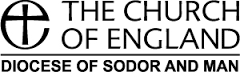 THE CHURCH
OF ENGLAND
DIOCESE OF SODOR AND MAN